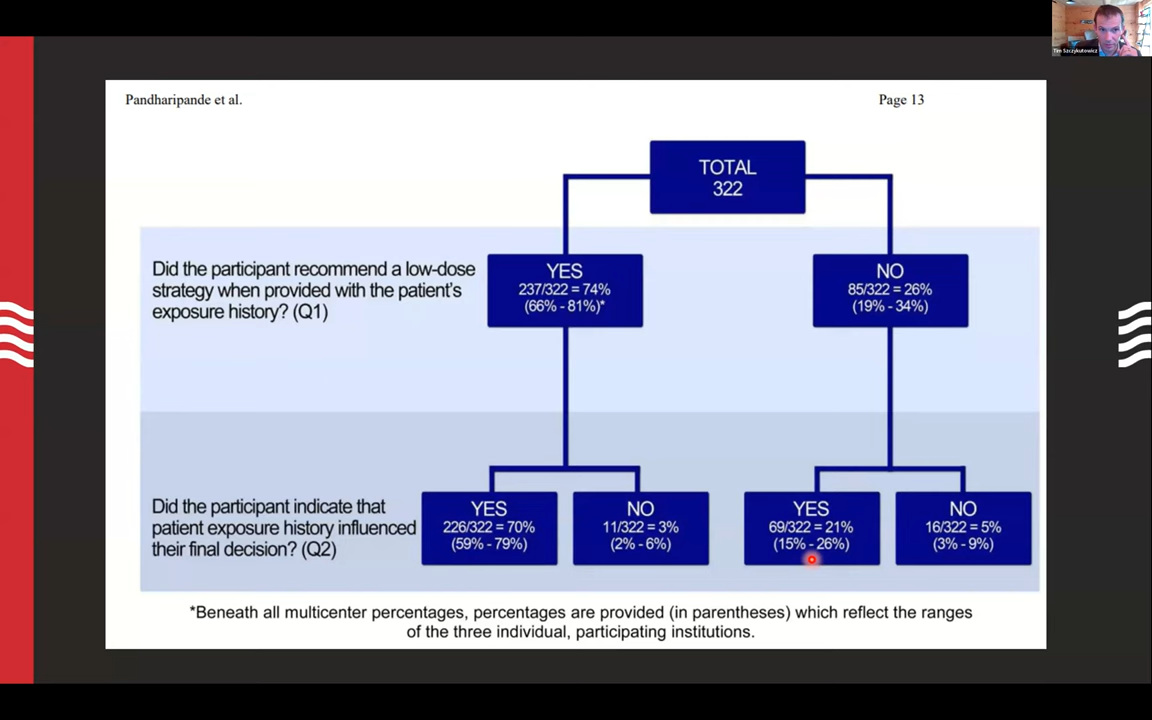 Tim Szczykutowicz
Pandharipande et al.
Page 13
TOTAL
322
Did the participant recommend a low-dose
strategy when provided with the patient's
exposure history? (Q1)
YES
237/322 = 74%
(66% - 81%)*
NO
85/322 = 26%
(19% - 34%)
Did the participant indicate that
patient exposure history influenced
their final decision? (Q2)
YES
226/322 = 70%
(59% - 79%)
NO
11/322 = 3%
(2% - 6%)
YES
69/322 = 21%
(15% - 26%)
NO
16/322 = 5%
(3% - 9%)
*Beneath all multicenter percentages, percentages are provided (in parentheses) which reflect the ranges
of the three individual, participating institutions.